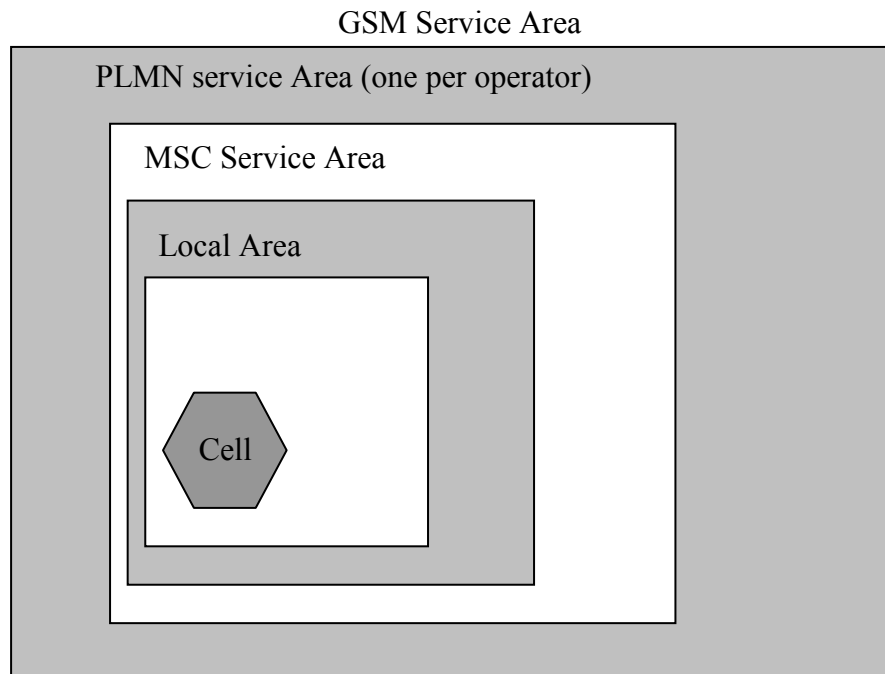 GSM Service Area
PLMN service Area (one per operator)
MSC Service Area
Local Area
Cell